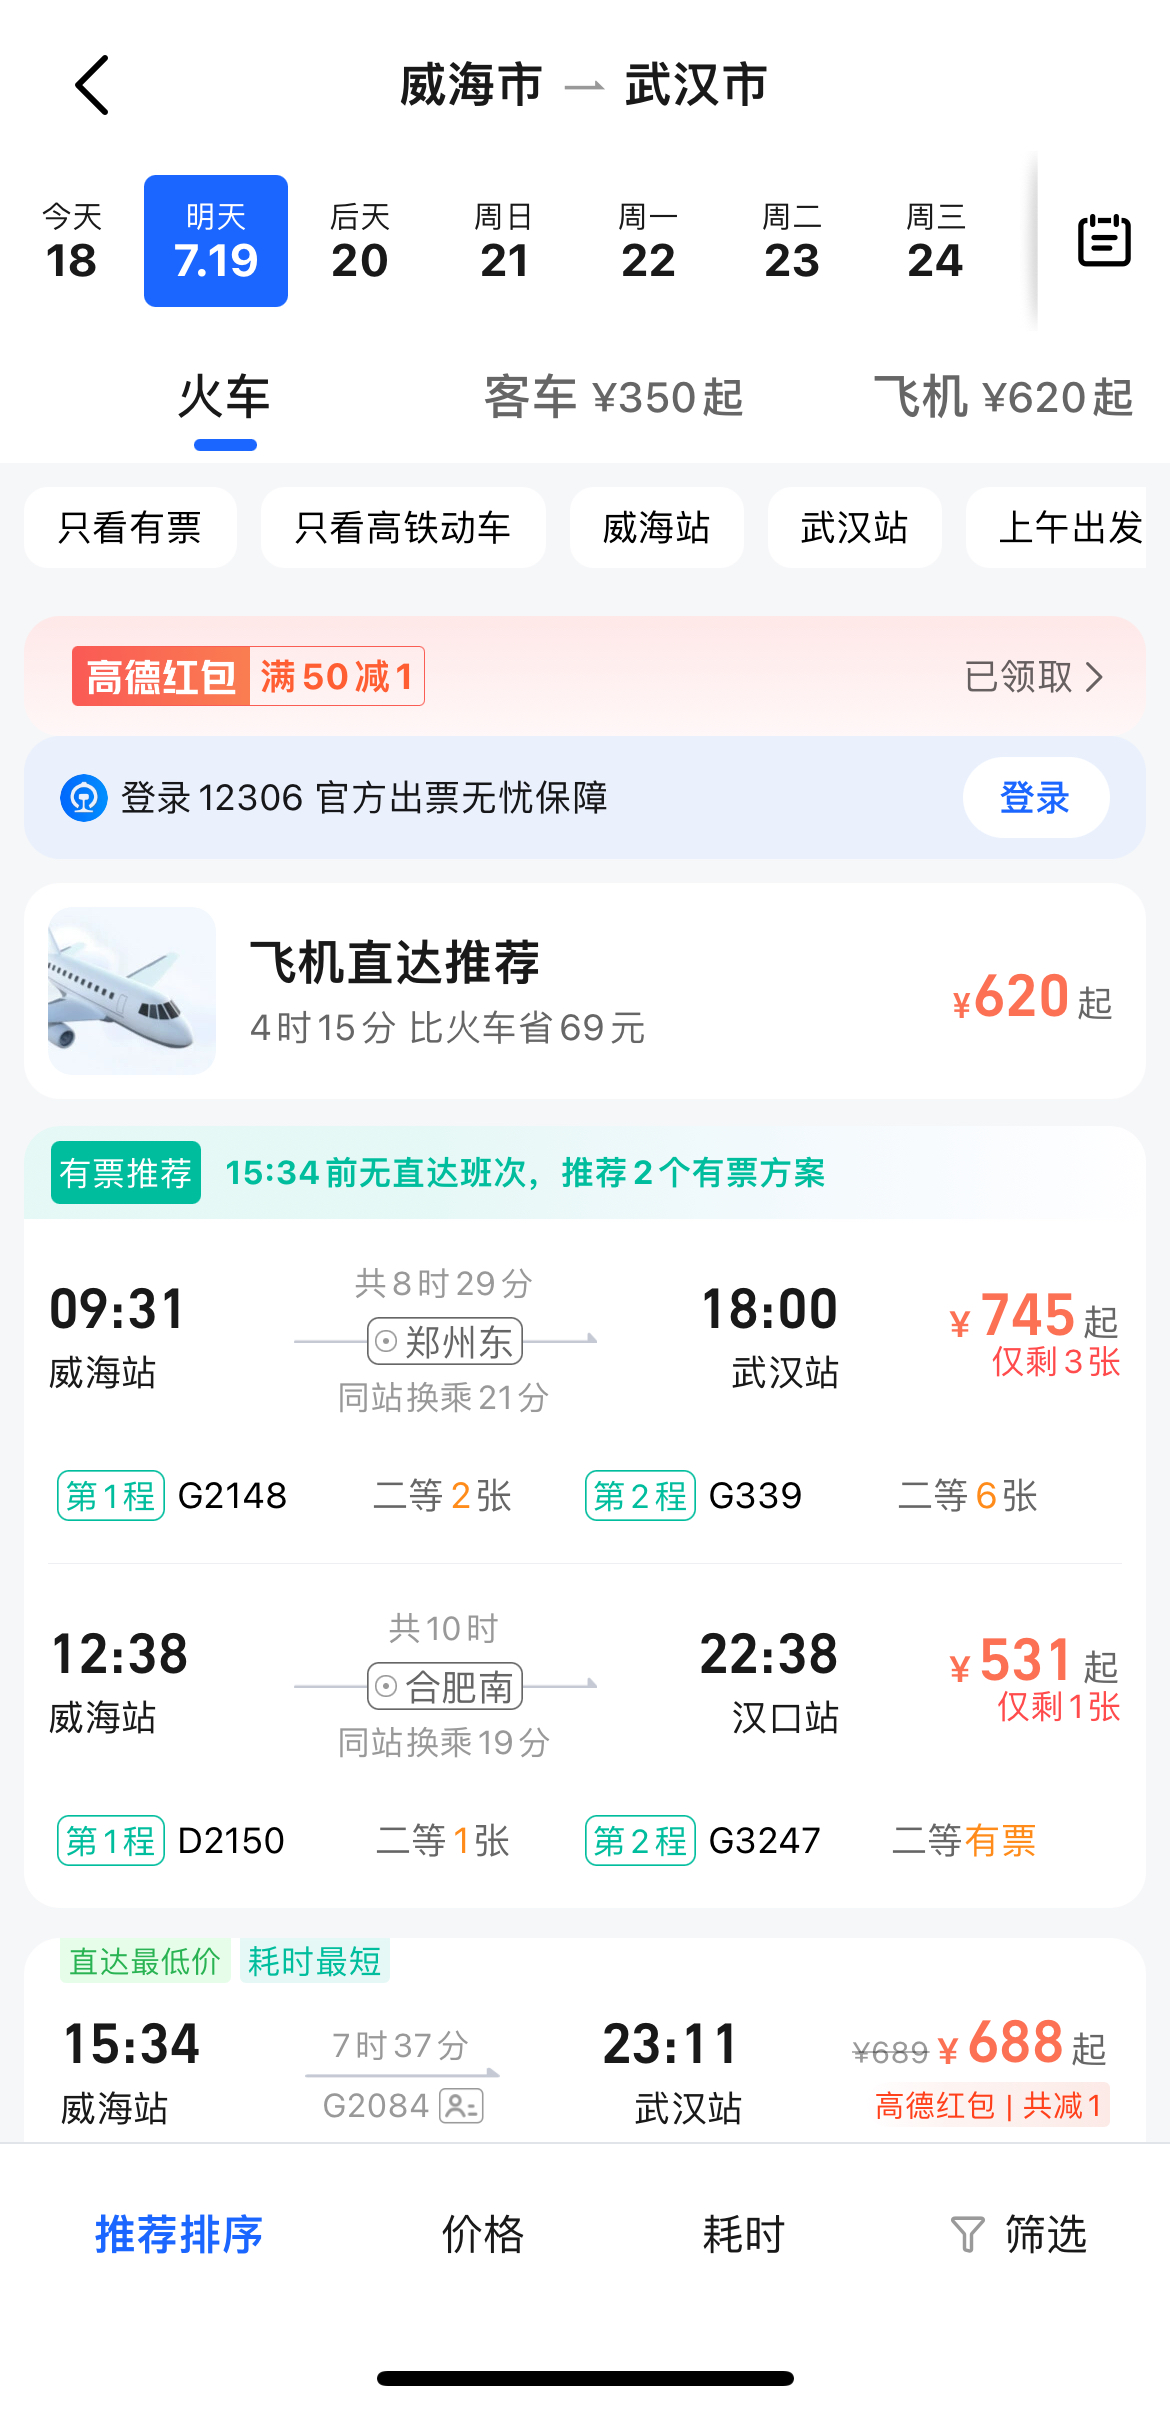 威海市 → 武汉市
今天 明天 后天 周日 周一 周二 周三
18 7.19 20 21 22 23 24
火车 客车 ¥350起 飞机 ¥620起
只看有票 只看高铁动车 威海站 武汉站 上午出发
高德红包 满50减1 已领取
登录12306 官方出票无忧保障 登录
飞机直达推荐
4时15分 比火车省69元
¥620起
有票推荐 15:34前无直达班次，推荐2个有票方案
共8时29分
09:31 郑州东 18:00 ¥745起
威海站 同站换乘21分 武汉站 仅剩3张
第1程 G2148 二等2张 第2程 G339 二等6张
共10时
12:38 合肥南 22:38 ¥531起
威海站 同站换乘19分 汉口站 仅剩1张
第1程 D2150 二等1张 第2程 G3247 二等有票
直达最低价 耗时最短
15:34 7时37分 23:11 ¥689 ¥688起
威海站 G2084 武汉站 高德红包 | 共减1
推荐排序 价格 耗时 筛选